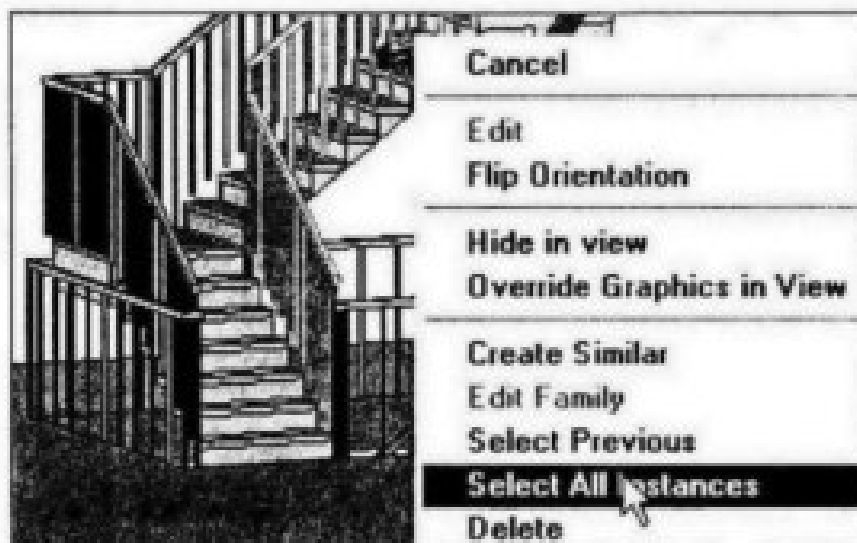 Cancel
Edit
Flip Orientation
Hide in view
Override Graphics in View
Create Similar
Edit Family
Select Previous
Select All Instances
Delete